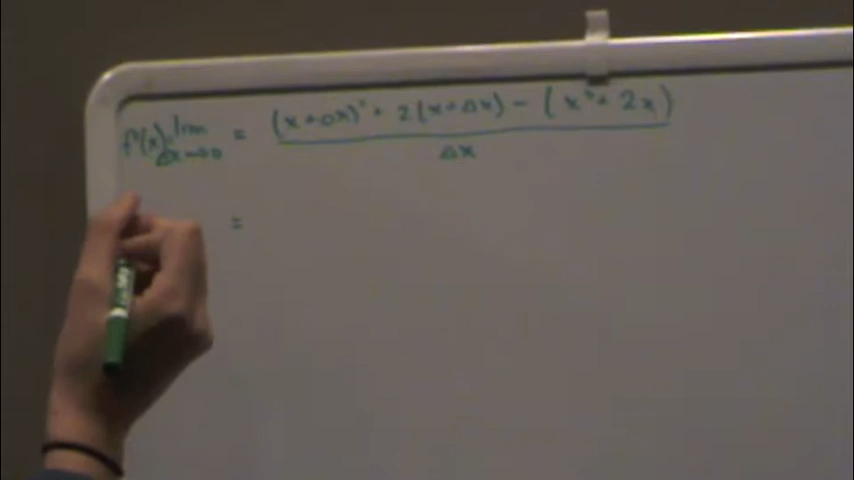 f'(x) lim Δx→0 = (x+Δx)² + 2(x+Δx) - (x² + 2x) / Δx
=